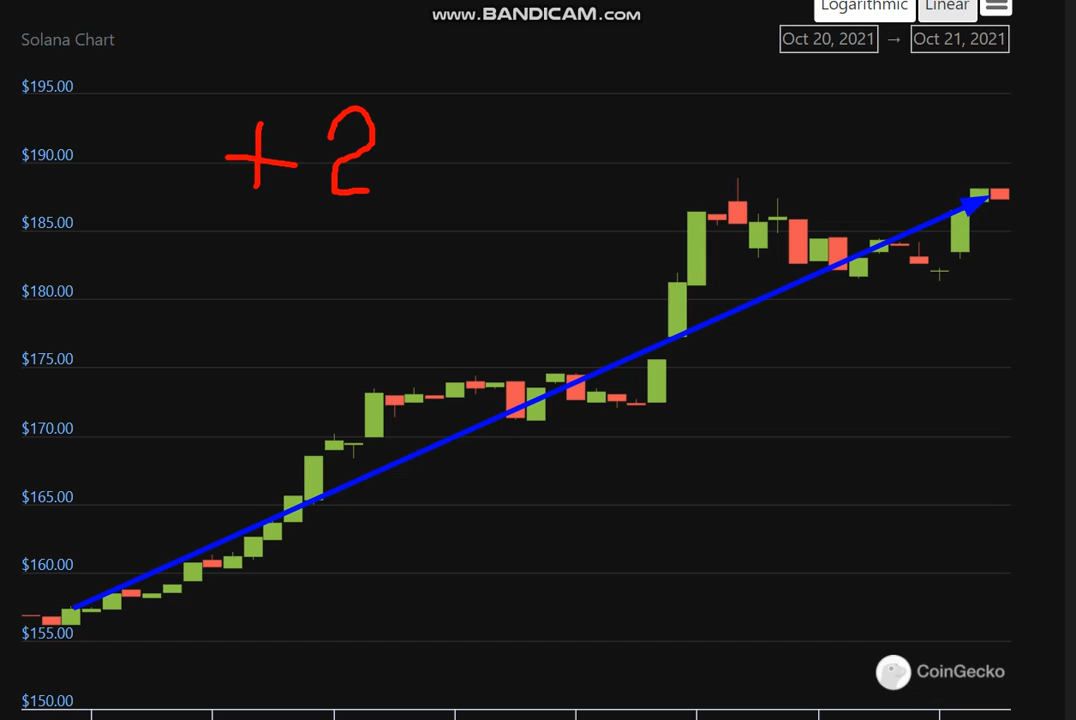 www.BANDICAM.com
Logarithmic Linear
Solana Chart
Oct 20, 2021 → Oct 21, 2021
$195.00
+2
$190.00
$185.00
$180.00
$175.00
$170.00
$165.00
$160.00
$155.00
CoinGecko
$150.00